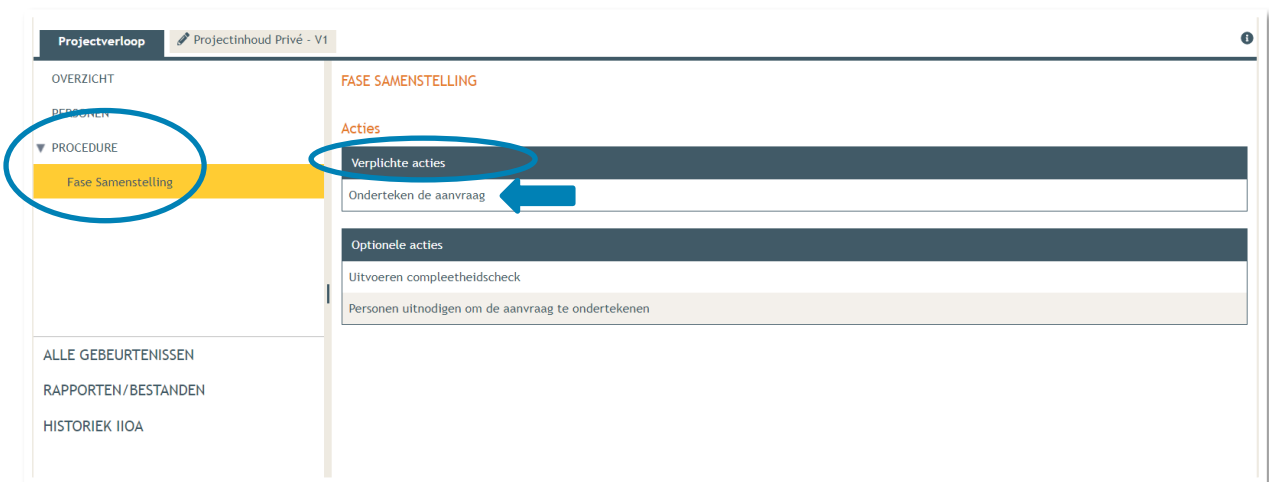 Projectverloop
Projectinhoud Privé - V1
OVERZICHT
PERSONEN
PROCEDURE
Fase Samenstelling
ALLE GEBEURTENISSEN
RAPPORTEN/BESTANDEN
HISTORIEK IIOA
FASE SAMENSTELLING
Acties
Verplichte acties
Onderteken de aanvraag
Optionele acties
Uitvoeren compleetheidscheck
Personen uitnodigen om de aanvraag te ondertekenen